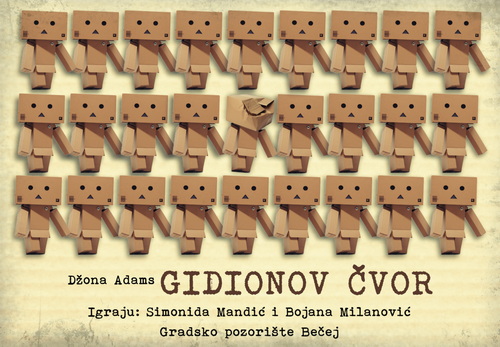 Džona Adams GIDIONOV ČVOR
Igraju: Simonida Mandić i Bojana Milanović
Gradsko pozorište Bečej